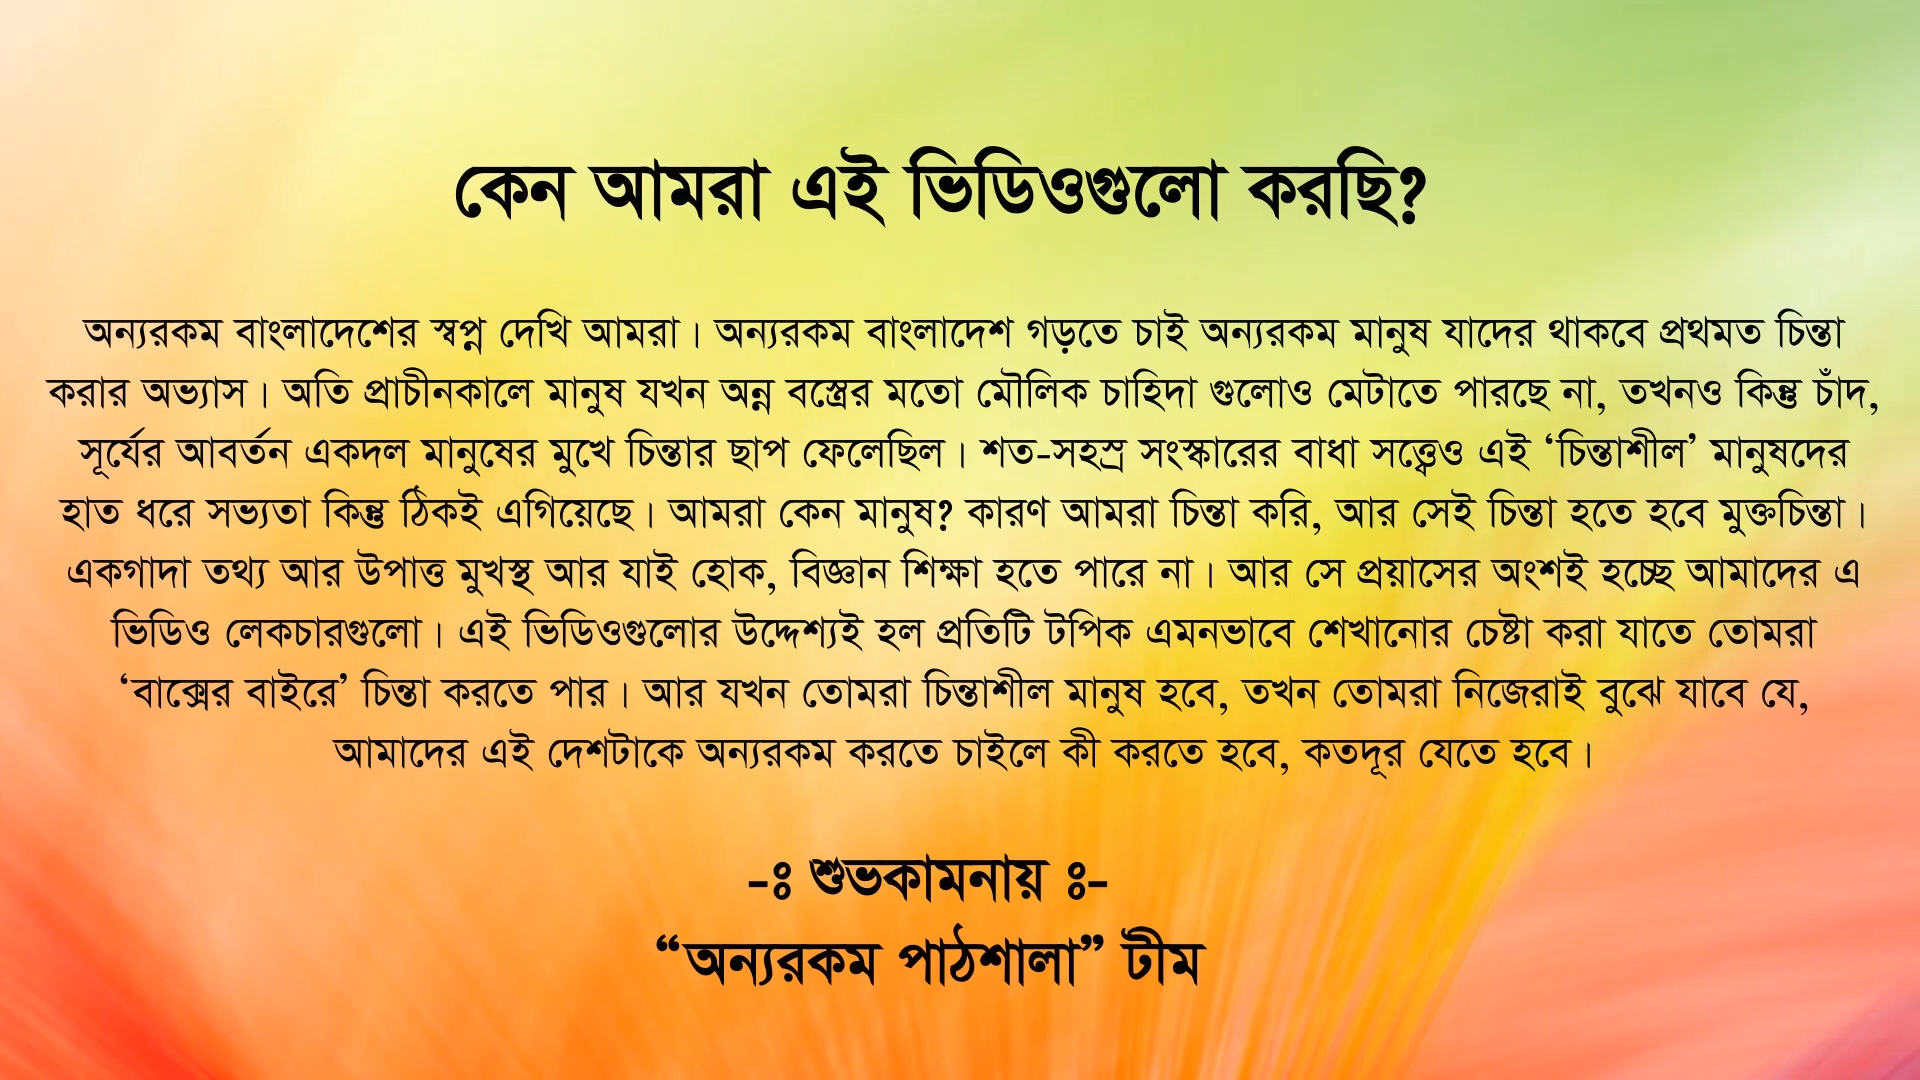 কেন আমরা এই ভিডিওগুলো করছি?
অন্যরকম বাংলাদেশের স্বপ্ন দেখি আমরা। অন্যরকম বাংলাদেশ গড়তে চাই অন্যরকম মানুষ যাদের থাকবে প্রথমত চিন্তা
করার অভ্যাস। অতি প্রাচীনকালে মানুষ যখন অন্ন বস্ত্রের মতো মৌলিক চাহিদা গুলোও মেটাতে পারছে না, তখনও কিন্তু চাঁদ,
সূর্যের আবর্তন একদল মানুষের মুখে চিন্তার ছাপ ফেলেছিল। শত-সহস্র সংস্কারের বাধা সত্ত্বেও এই ‘চিন্তাশীল’ মানুষদের
হাত ধরে সভ্যতা কিন্তু ঠিকই এগিয়েছে। আমরা কেন মানুষ? কারণ আমরা চিন্তা করি, আর সেই চিন্তা হতে হবে মুক্তচিন্তা।
একগাদা তথ্য আর উপাত্ত মুখস্থ আর যাই হোক, বিজ্ঞান শিক্ষা হতে পারে না। আর সে প্রয়াসের অংশই হচ্ছে আমাদের এ
ভিডিও লেকচারগুলো। এই ভিডিওগুলোর উদ্দেশ্যই হল প্রতিটি টপিক এমনভাবে শেখানোর চেষ্টা করা যাতে তোমরা
‘বাক্সের বাইরে’ চিন্তা করতে পার। আর যখন তোমরা চিন্তাশীল মানুষ হবে, তখন তোমরা নিজেরাই বুঝে যাবে যে,
আমাদের এই দেশটাকে অন্যরকম করতে চাইলে কী করতে হবে, কতদূর যেতে হবে।
-ঃ শুভকামনায় ঃ-
“অন্যরকম পাঠশালা” টীম